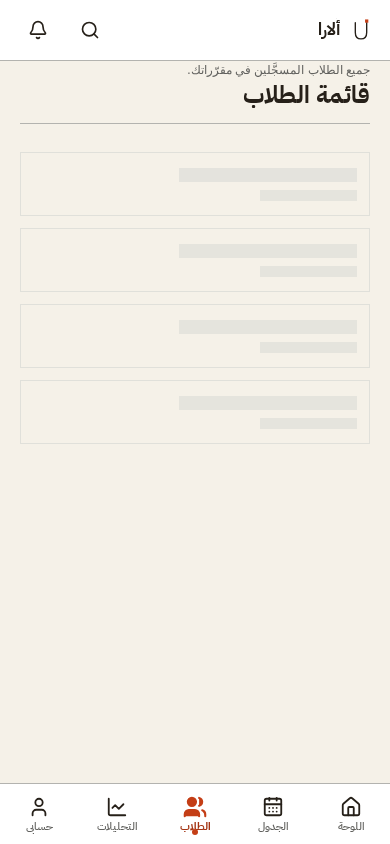 ألارا
جميع الطلاب المسجَّلين في مقرّراتك.
قائمة الطلاب
اللوحة
الجدول
الطلاب
التحليلات
حسابي